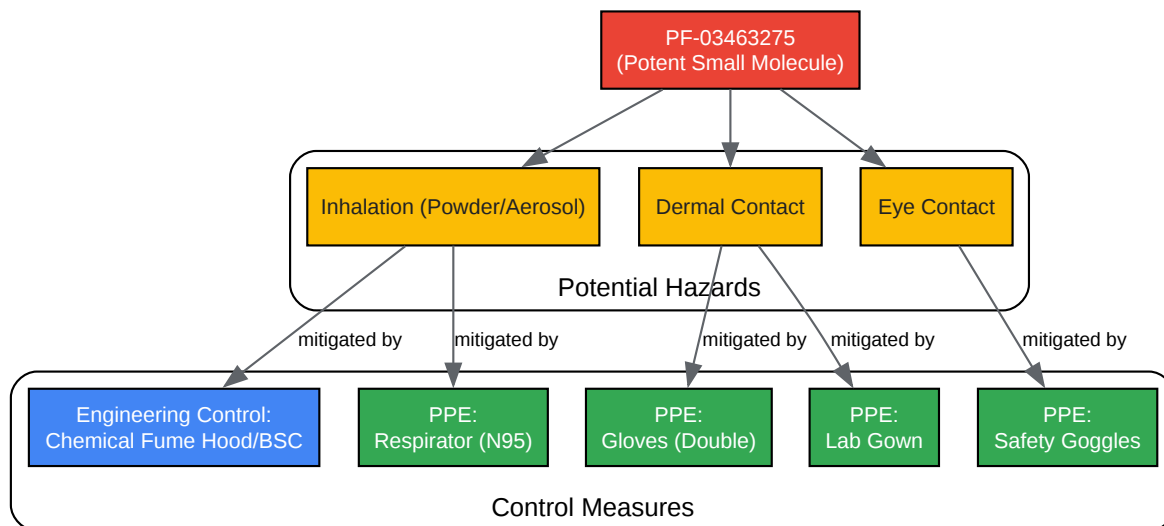 PF-03463275
(Potent Small Molecule)
Inhalation (Powder/Aerosol)
Dermal Contact
Eye Contact
Potential Hazards
mitigated by
mitigated by
mitigated by
mitigated by
mitigated by
Engineering Control:
Chemical Fume Hood/BSC
PPE:
Respirator (N95)
PPE:
Gloves (Double)
PPE:
Lab Gown
PPE:
Safety Goggles
Control Measures